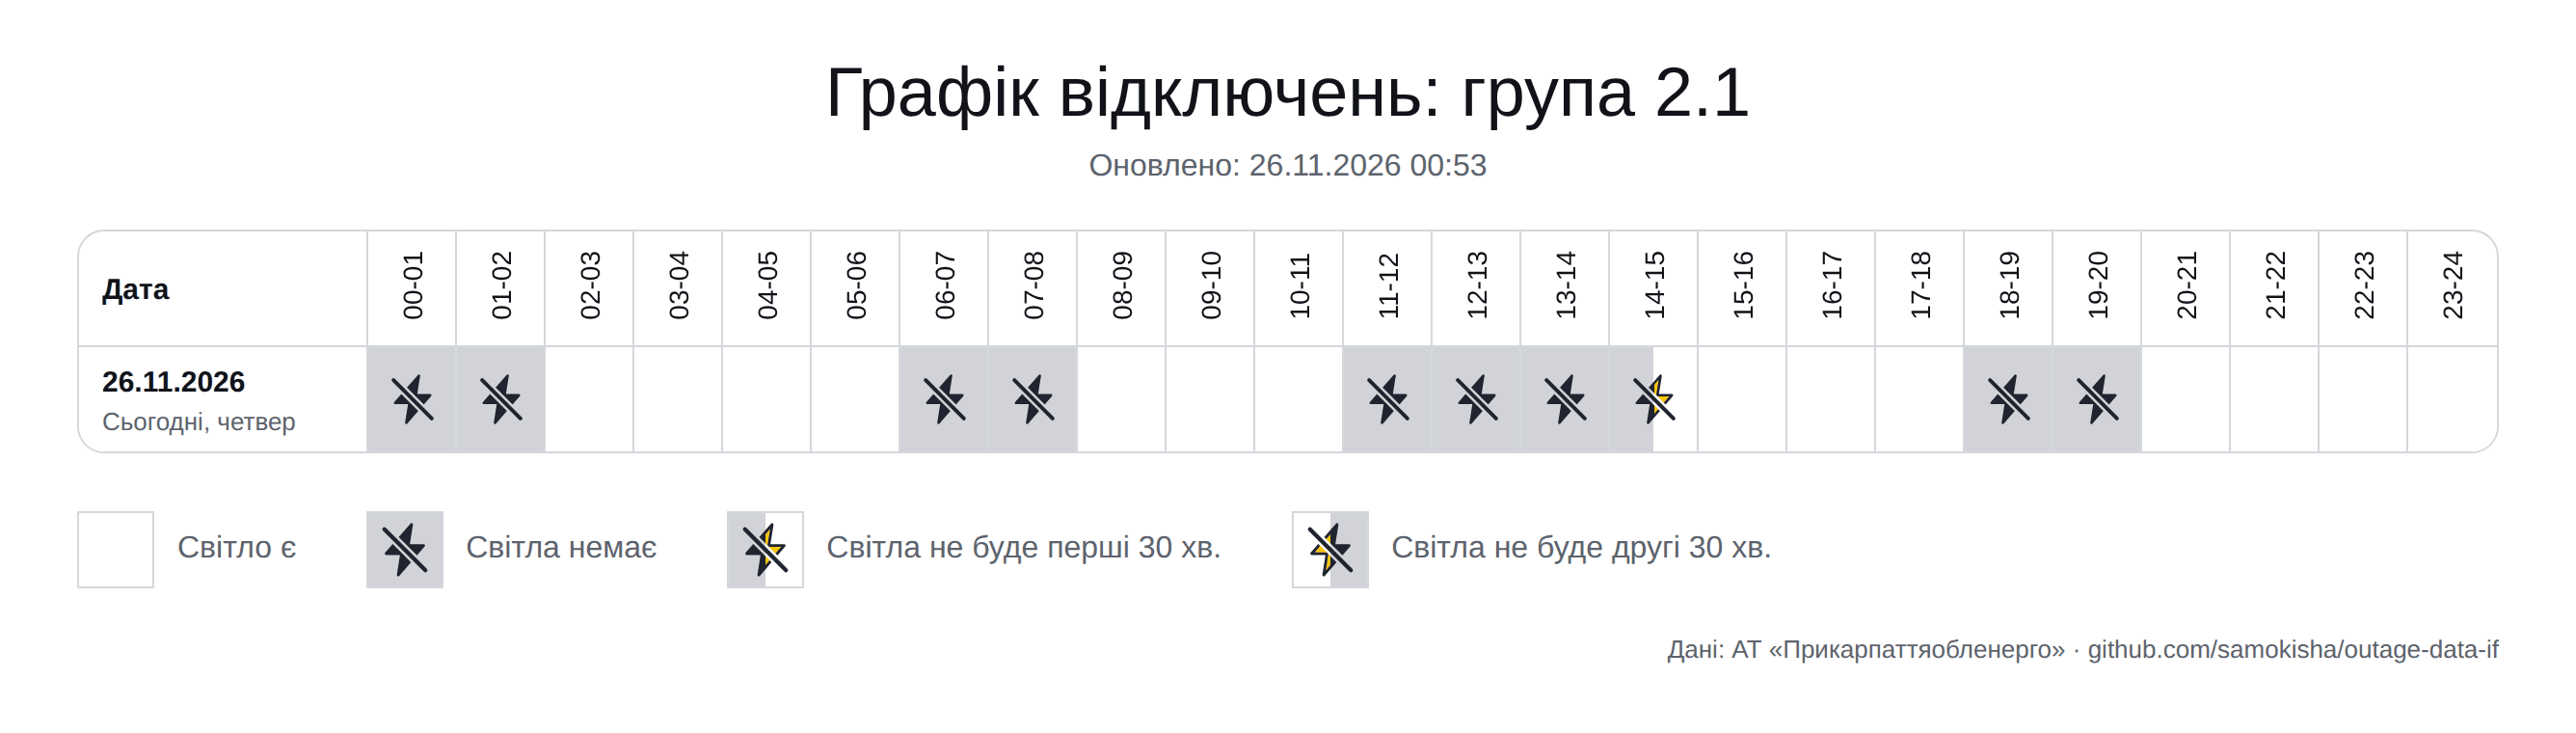 Графік відключень: група 2.1
Оновлено: 26.11.2026 00:53
Дата 00-01 01-02 02-03 03-04 04-05 05-06 06-07 07-08 08-09 09-10 10-11 11-12 12-13 13-14 14-15 15-16 16-17 17-18 18-19 19-20 20-21 21-22 22-23 23-24
26.11.2026
Сьогодні, четвер
Світло є Світла немає Світла не буде перші 30 хв. Світла не буде другі 30 хв.
Дані: АТ «Прикарпаттяобленерго» · github.com/samokisha/outage-data-if